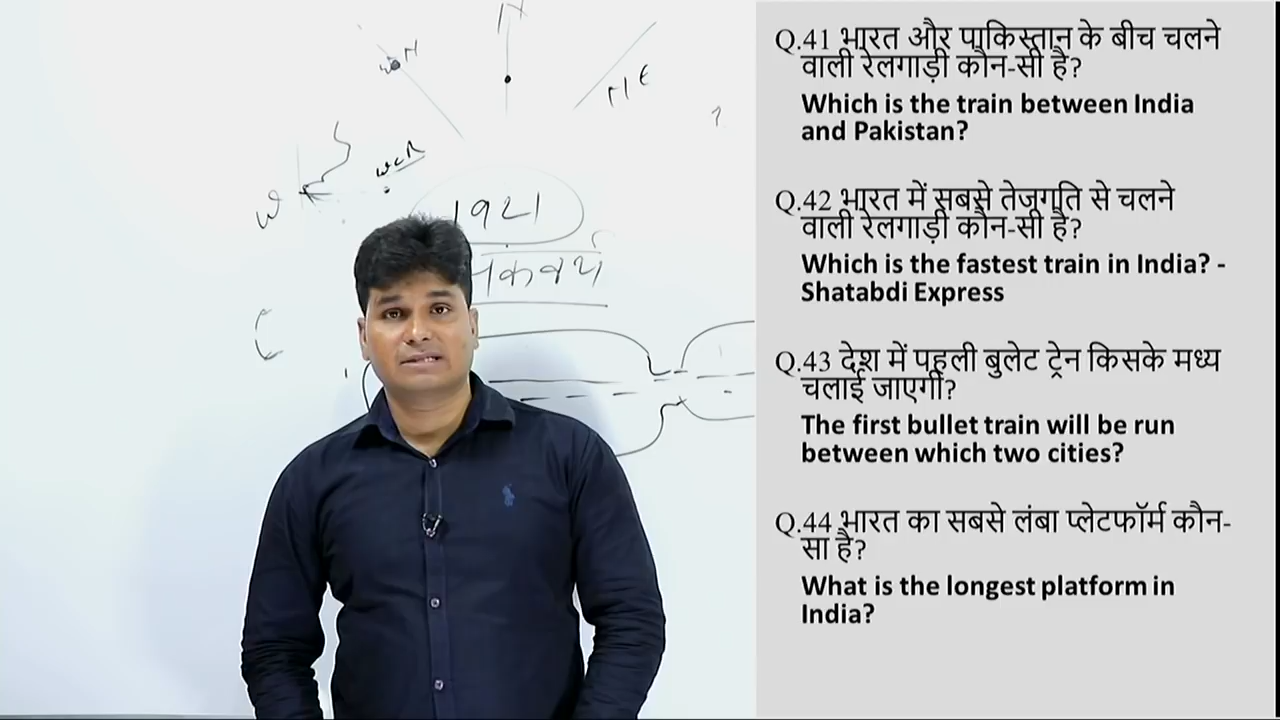 N
N
NE
WCR
W
1921
Q.41 भारत और पाकिस्तान के बीच चलने
वाली रेलगाड़ी कौन-सी है?
Which is the train between India
and Pakistan?
Q.42 भारत में सबसे तेजगति से चलने
वाली रेलगाड़ी कौन-सी है?
Which is the fastest train in India? -
Shatabdi Express
Q.43 देश में पहली बुलेट ट्रेन किसके मध्य
चलाई जाएगी?
The first bullet train will be run
between which two cities?
Q.44 भारत का सबसे लंबा प्लेटफॉर्म कौन-
सा है?
What is the longest platform in
India?